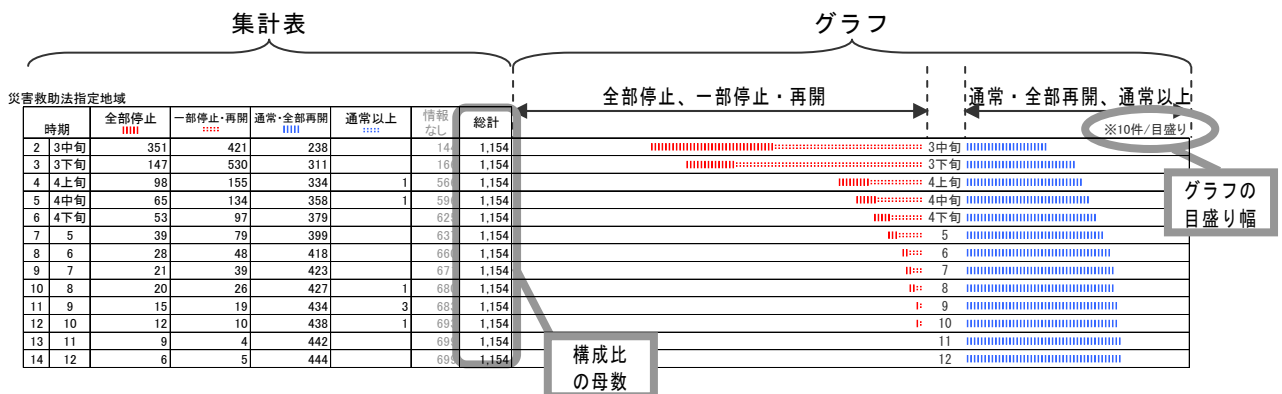 集計表
グラフ
災害救助法指定地域
全部停止、一部停止・再開
通常・全部再開、通常以上
時期 全部停止 一部停止・再開 通常・全部再開 通常以上 情報なし 総計
※10件/目盛り
2 3中旬 351 421 238 1,154 3中旬
3 3下旬 147 530 311 1,154 3下旬
4 4上旬 98 155 334 1 1,154 4上旬
5 4中旬 65 134 358 1 1,154 4中旬
6 4下旬 53 97 379 1,154 4下旬
7 5 39 79 399 1,154 5
8 6 28 48 418 1,154 6
9 7 21 39 423 1,154 7
10 8 20 26 427 1 1,154 8
11 9 15 19 434 3 1,154 9
12 10 12 10 438 1 1,154 10
13 11 9 4 442 1,154 11
14 12 6 5 444 1,154 12
グラフの
目盛り幅
構成比
の母数